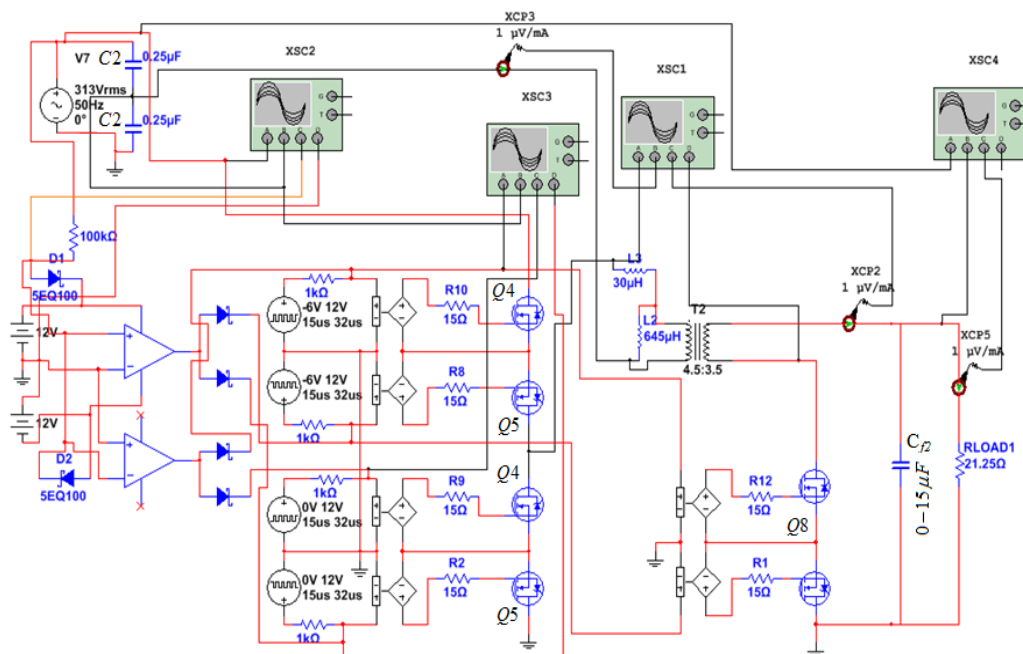 XCP3
1 µV/mA
V7
C2
0.25µF
XSC2
XSC1
XSC4
XSC3
313Vrms
50Hz
0°
C2
0.25µF
G
T
A B C D
G
T
A B C D
G
T
A B C D
G
T
A B C D
100kΩ
D1
5EQ100
L3
30µH
XCP2
1 µV/mA
1kΩ
-6V 12V
15us 32us
R10
15Ω
Q4
T2
L2
645µH
4.5:3.5
XCP5
1 µV/mA
12V
-6V 12V
15us 32us
R8
15Ω
Q5
1kΩ
12V
D2
5EQ100
Q4
Cf2
0-15µF
RLOAD1
21.25Ω
1kΩ
0V 12V
15us 32us
R9
15Ω
R12
15Ω
Q8
0V 12V
15us 32us
R2
15Ω
Q5
R1
15Ω
1kΩ